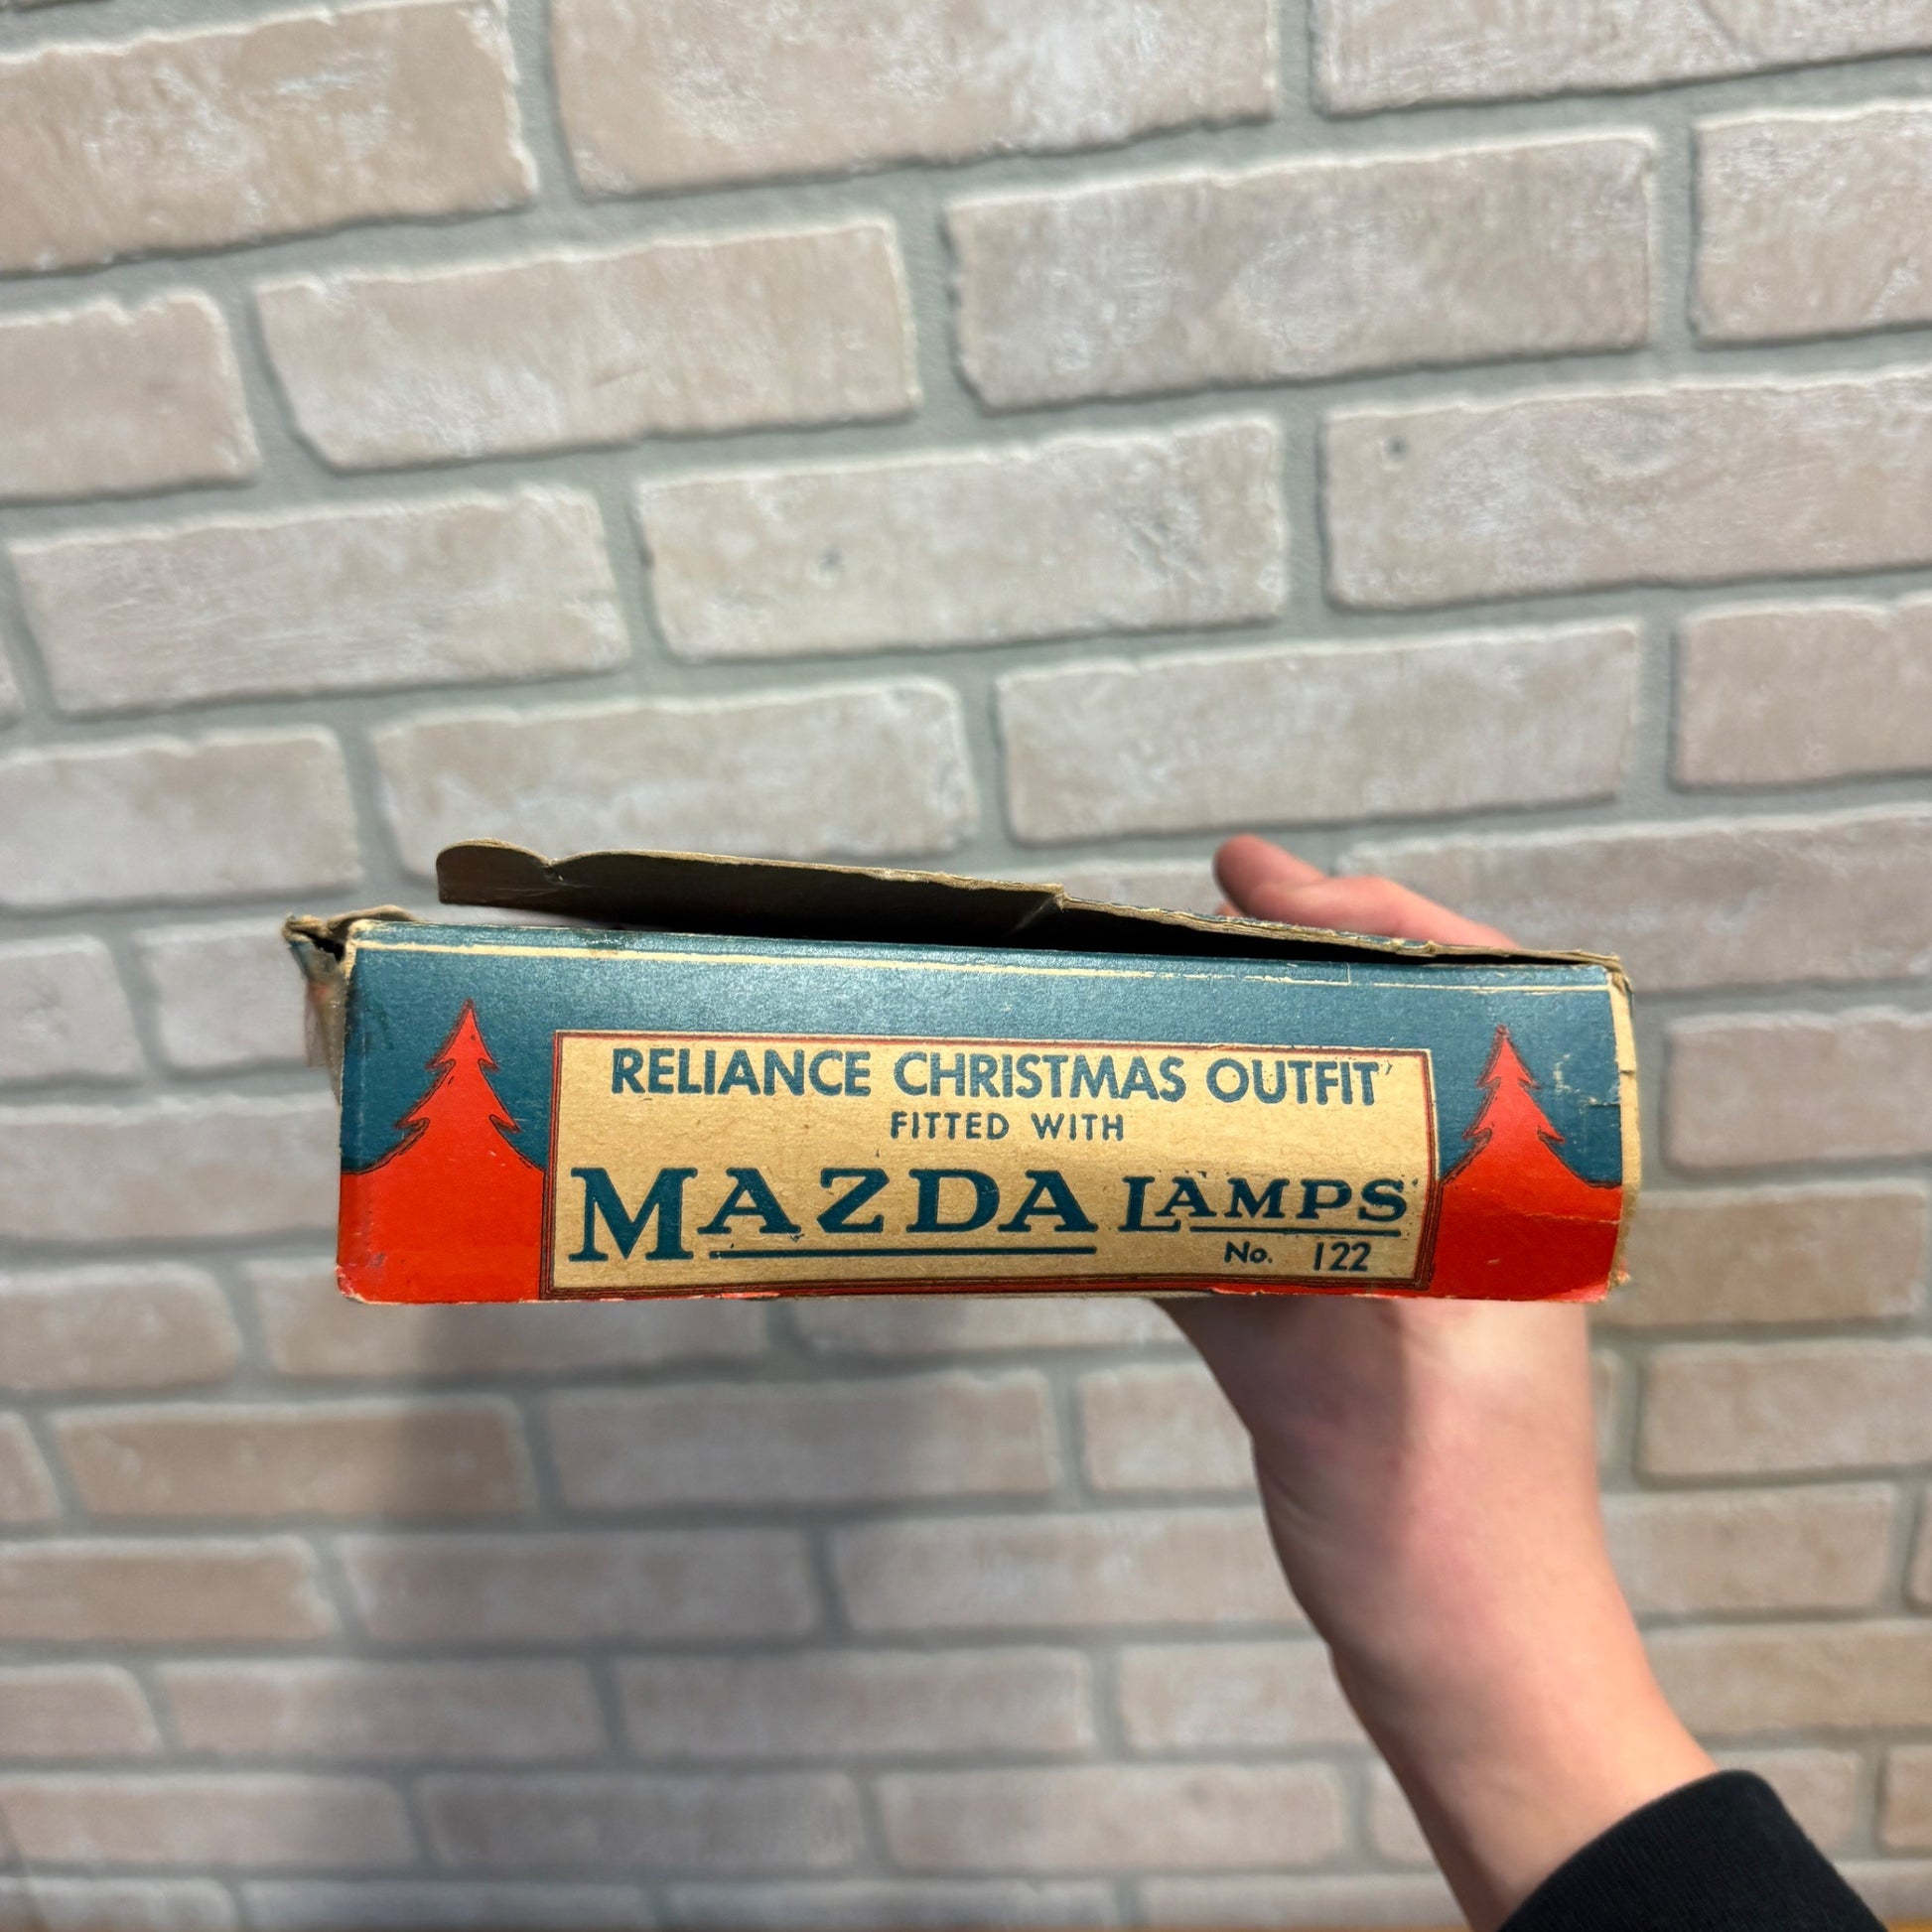 RELIANCE CHRISTMAS OUTFIT
FITTED WITH
MAZDA LAMPS
No. 122